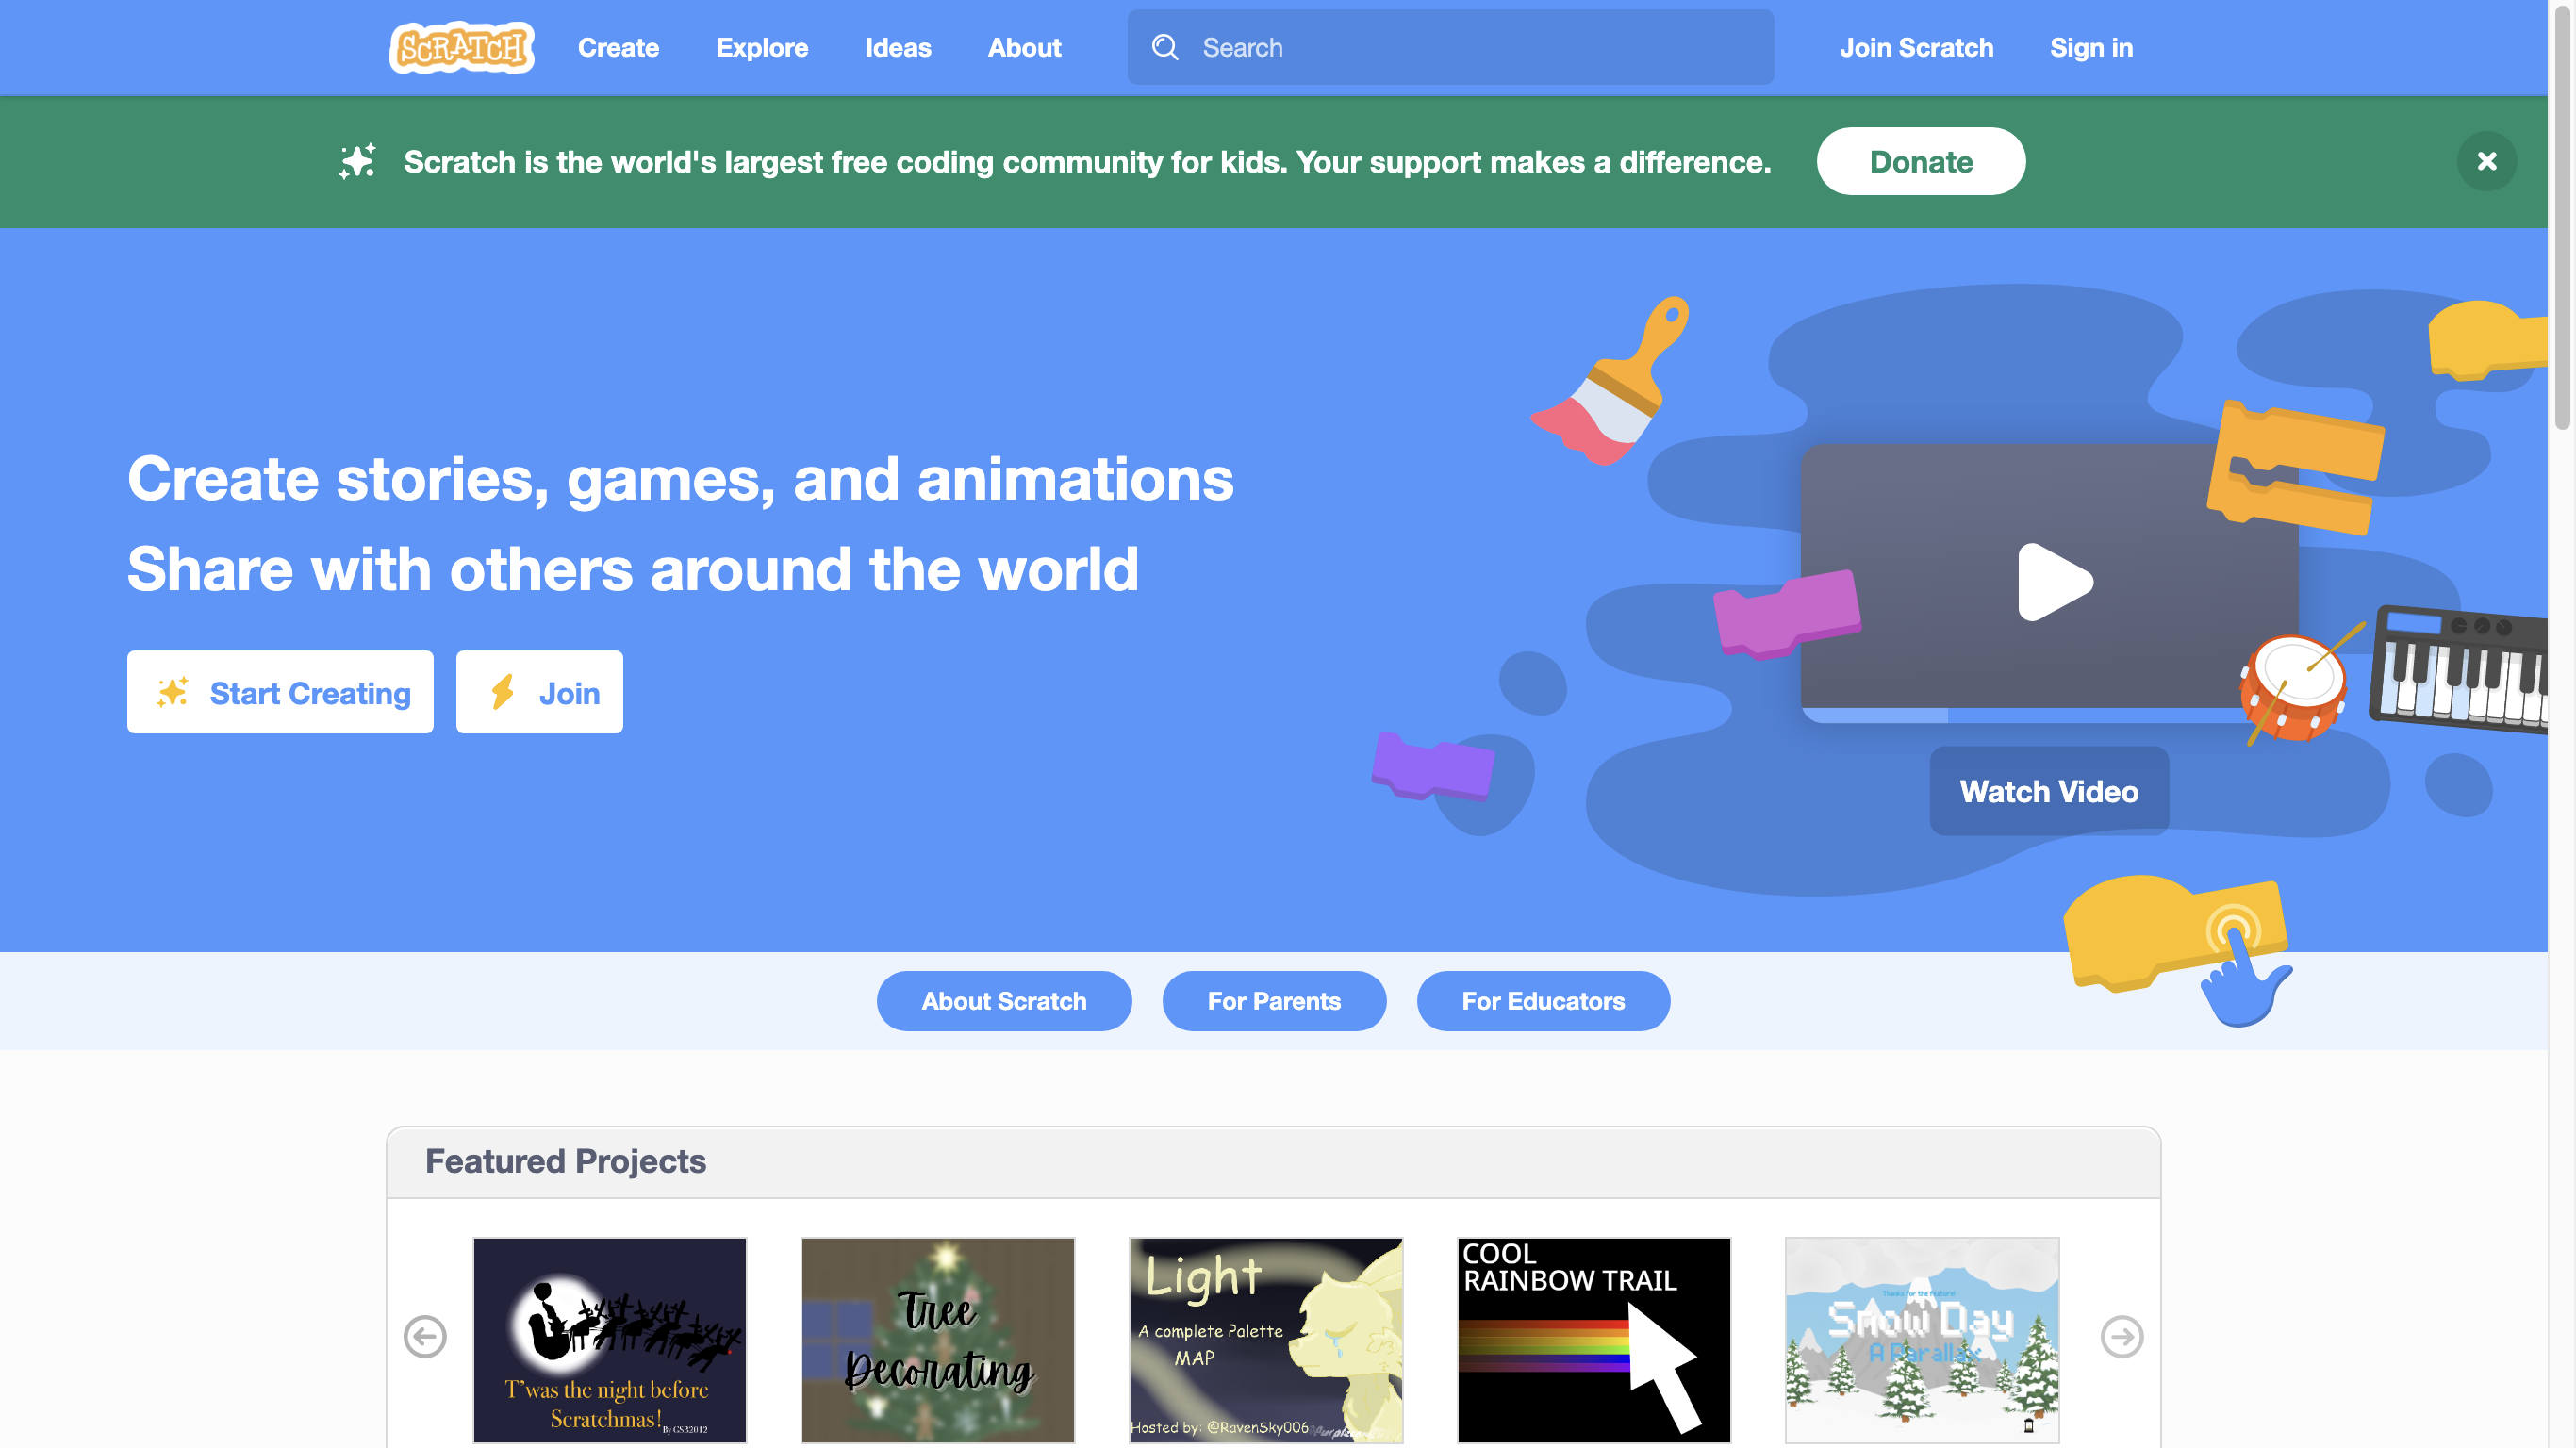 SCRATCH
Create
Explore
Ideas
About
Search
Join Scratch
Sign in
Scratch is the world's largest free coding community for kids. Your support makes a difference.
Donate
Create stories, games, and animations
Share with others around the world
Start Creating
Join
Watch Video
About Scratch
For Parents
For Educators
Featured Projects
T'was the night before
Scratchmas!
By GSB2012
Tree
Decorating
Light
A complete Palette
MAP
Hosted by: @RavenSky006
COOL
RAINBOW TRAIL
Thanks for the feature!
Snow Day
A Parallax